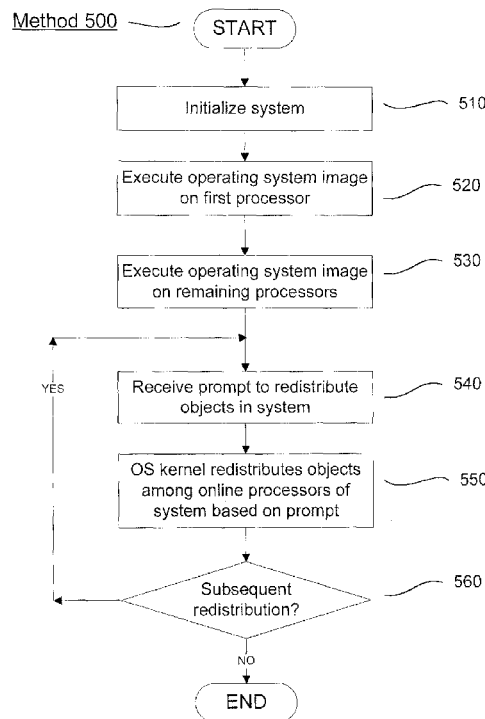 Method 500
START
Initialize system
510
Execute operating system image
on first processor
520
Execute operating system image
on remaining processors
530
YES
Receive prompt to redistribute
objects in system
540
OS kernel redistributes objects
among online processors of
system based on prompt
550
Subsequent
redistribution?
560
NO
END